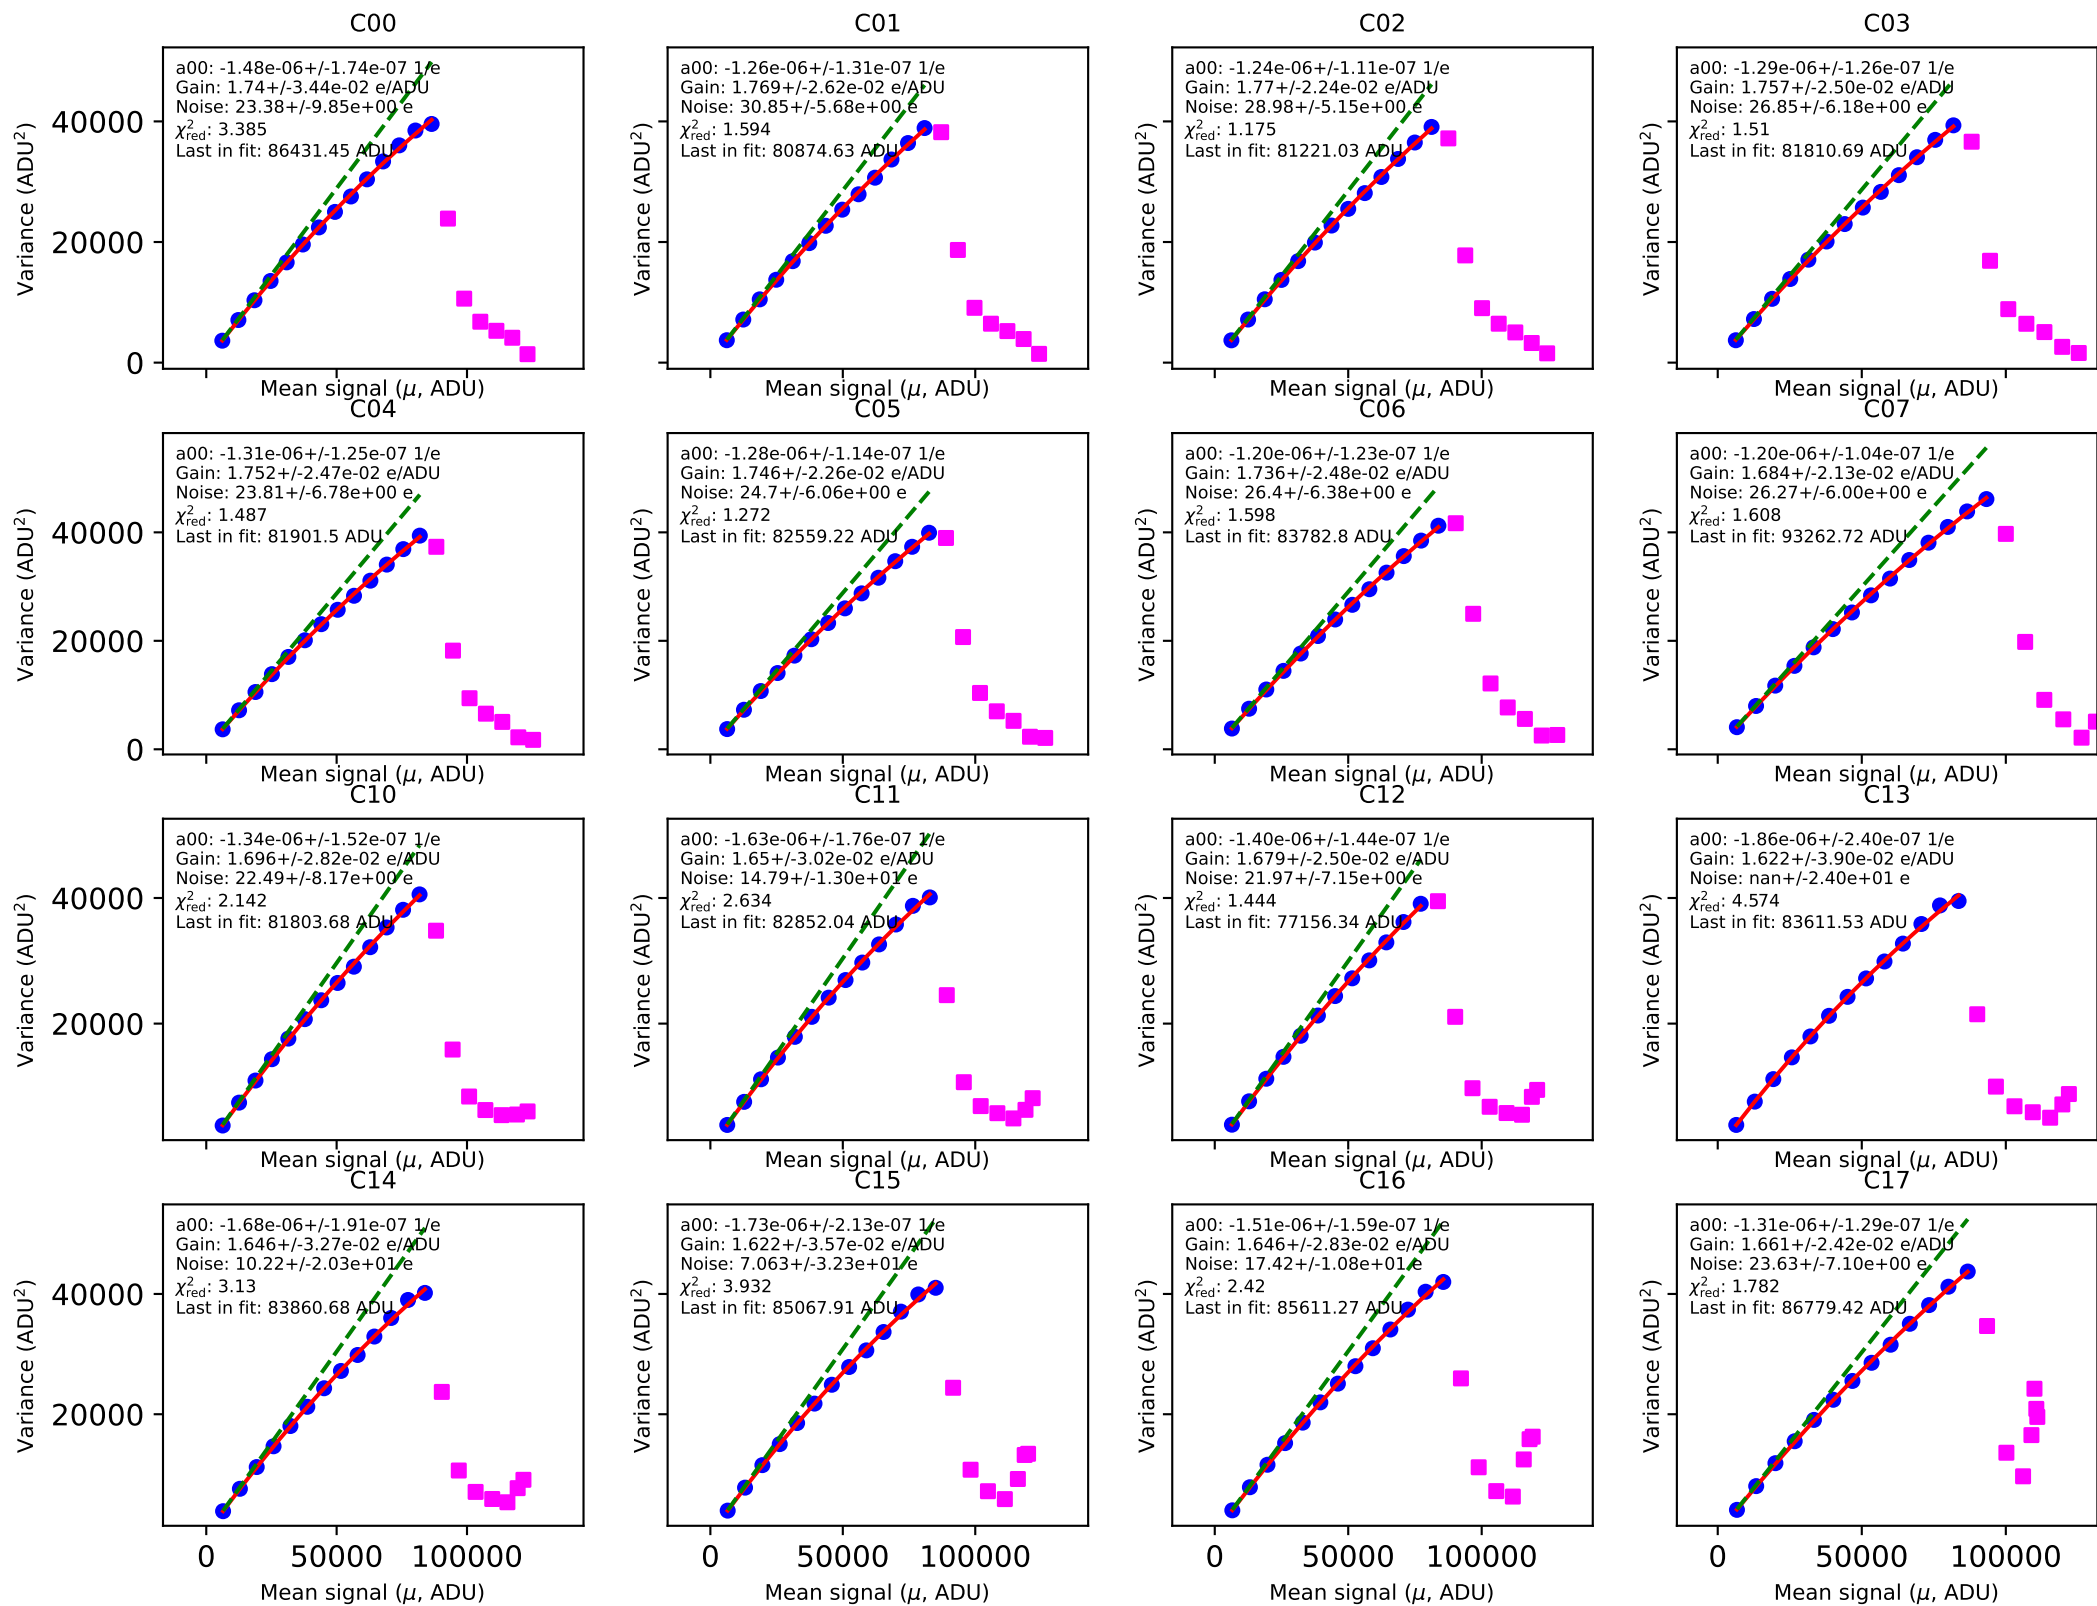 C00
a00: -1.48e-06+/-1.74e-07 1/e
Gain: 1.74+/-3.44e-02 e/ADU
Noise: 23.38+/-9.85e+00 e
χ²red: 3.385
Last in fit: 86431.45 ADU
Variance (ADU²)
40000
20000
0
Mean signal (μ, ADU)
C01
a00: -1.26e-06+/-1.31e-07 1/e
Gain: 1.769+/-2.62e-02 e/ADU
Noise: 30.85+/-5.68e+00 e
χ²red: 1.594
Last in fit: 80874.63 ADU
Variance (ADU²)
Mean signal (μ, ADU)
C02
a00: -1.24e-06+/-1.11e-07 1/e
Gain: 1.77+/-2.24e-02 e/ADU
Noise: 28.98+/-5.15e+00 e
χ²red: 1.175
Last in fit: 81221.03 ADU
Variance (ADU²)
Mean signal (μ, ADU)
C03
a00: -1.29e-06+/-1.26e-07 1/e
Gain: 1.757+/-2.50e-02 e/ADU
Noise: 26.85+/-6.18e+00 e
χ²red: 1.51
Last in fit: 81810.69 ADU
Variance (ADU²)
Mean signal (μ, ADU)
C04
a00: -1.31e-06+/-1.25e-07 1/e
Gain: 1.752+/-2.47e-02 e/ADU
Noise: 23.81+/-6.78e+00 e
χ²red: 1.487
Last in fit: 81901.5 ADU
Variance (ADU²)
40000
20000
0
Mean signal (μ, ADU)
C05
a00: -1.28e-06+/-1.14e-07 1/e
Gain: 1.746+/-2.26e-02 e/ADU
Noise: 24.7+/-6.06e+00 e
χ²red: 1.272
Last in fit: 82559.22 ADU
Variance (ADU²)
Mean signal (μ, ADU)
C06
a00: -1.20e-06+/-1.23e-07 1/e
Gain: 1.736+/-2.48e-02 e/ADU
Noise: 26.4+/-6.38e+00 e
χ²red: 1.598
Last in fit: 83782.8 ADU
Variance (ADU²)
Mean signal (μ, ADU)
C07
a00: -1.20e-06+/-1.04e-07 1/e
Gain: 1.684+/-2.13e-02 e/ADU
Noise: 26.27+/-6.00e+00 e
χ²red: 1.608
Last in fit: 93262.72 ADU
Variance (ADU²)
Mean signal (μ, ADU)
C10
a00: -1.34e-06+/-1.52e-07 1/e
Gain: 1.696+/-2.82e-02 e/ADU
Noise: 22.49+/-8.17e+00 e
χ²red: 2.142
Last in fit: 81803.68 ADU
Variance (ADU²)
40000
20000
Mean signal (μ, ADU)
C11
a00: -1.63e-06+/-1.76e-07 1/e
Gain: 1.65+/-3.02e-02 e/ADU
Noise: 14.79+/-1.30e+01 e
χ²red: 2.634
Last in fit: 82852.04 ADU
Variance (ADU²)
Mean signal (μ, ADU)
C12
a00: -1.40e-06+/-1.44e-07 1/e
Gain: 1.679+/-2.50e-02 e/ADU
Noise: 21.97+/-7.15e+00 e
χ²red: 1.444
Last in fit: 77156.34 ADU
Variance (ADU²)
Mean signal (μ, ADU)
C13
a00: -1.86e-06+/-2.40e-07 1/e
Gain: 1.622+/-3.90e-02 e/ADU
Noise: nan+/-2.40e+01 e
χ²red: 4.574
Last in fit: 83611.53 ADU
Variance (ADU²)
Mean signal (μ, ADU)
C14
a00: -1.68e-06+/-1.91e-07 1/e
Gain: 1.646+/-3.27e-02 e/ADU
Noise: 10.22+/-2.03e+01 e
χ²red: 3.13
Last in fit: 83860.68 ADU
Variance (ADU²)
40000
20000
0 50000 100000
Mean signal (μ, ADU)
C15
a00: -1.73e-06+/-2.13e-07 1/e
Gain: 1.622+/-3.57e-02 e/ADU
Noise: 7.063+/-3.23e+01 e
χ²red: 3.932
Last in fit: 85067.91 ADU
Variance (ADU²)
0 50000 100000
Mean signal (μ, ADU)
C16
a00: -1.51e-06+/-1.59e-07 1/e
Gain: 1.646+/-2.83e-02 e/ADU
Noise: 17.42+/-1.08e+01 e
χ²red: 2.42
Last in fit: 85611.27 ADU
Variance (ADU²)
0 50000 100000
Mean signal (μ, ADU)
C17
a00: -1.31e-06+/-1.29e-07 1/e
Gain: 1.661+/-2.42e-02 e/ADU
Noise: 23.63+/-7.10e+00 e
χ²red: 1.782
Last in fit: 86779.42 ADU
Variance (ADU²)
0 50000 100000
Mean signal (μ, ADU)